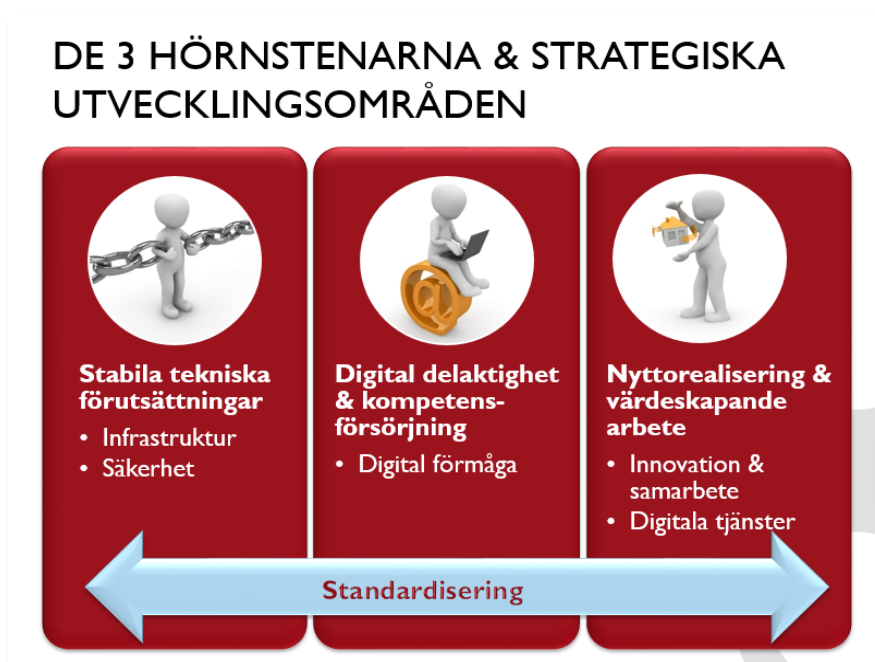 DE 3 HÖRNSTENARNA & STRATEGISKA
UTVECKLINGSOMRÅDEN
Stabila tekniska
förutsättningar
• Infrastruktur
• Säkerhet
Digital delaktighet
& kompetens-
försörjning
• Digital förmåga
Nyttorealisering &
värdeskapande
arbete
• Innovation &
samarbete
• Digitala tjänster
Standardisering